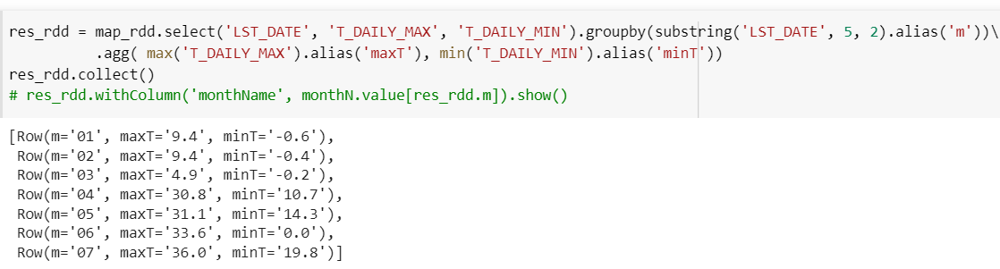 res_rdd = map_rdd.select('LST_DATE', 'T_DAILY_MAX', 'T_DAILY_MIN').groupby(substring('LST_DATE', 5, 2).alias('m'))\
.agg( max('T_DAILY_MAX').alias('maxT'), min('T_DAILY_MIN').alias('minT'))
res_rdd.collect()
# res_rdd.withColumn('monthName', monthN.value[res_rdd.m]).show()
[Row(m='01', maxT='9.4', minT='-0.6'),
Row(m='02', maxT='9.4', minT='-0.4'),
Row(m='03', maxT='4.9', minT='-0.2'),
Row(m='04', maxT='30.8', minT='10.7'),
Row(m='05', maxT='31.1', minT='14.3'),
Row(m='06', maxT='33.6', minT='0.0'),
Row(m='07', maxT='36.0', minT='19.8')]